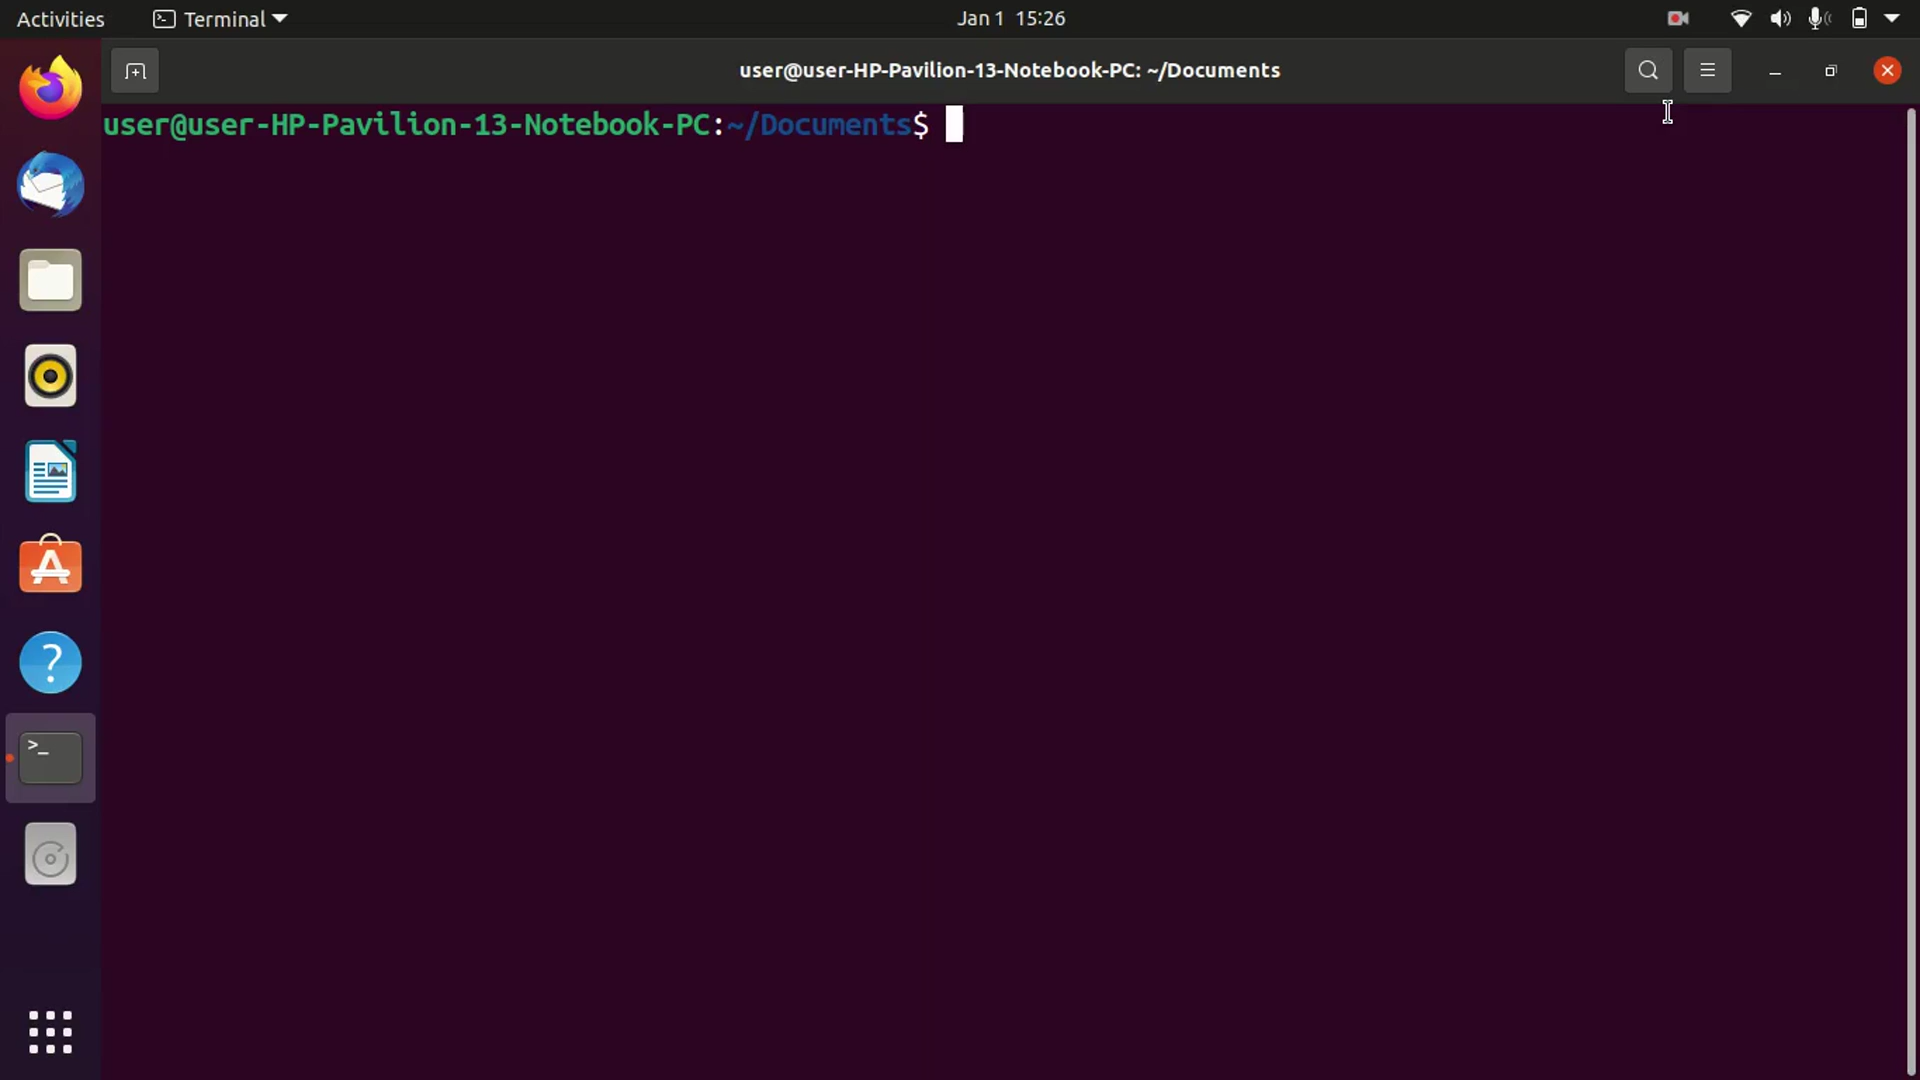 Activities Terminal Jan 1 15:26
user@user-HP-Pavilion-13-Notebook-PC: ~/Documents
user@user-HP-Pavilion-13-Notebook-PC:~/Documents$